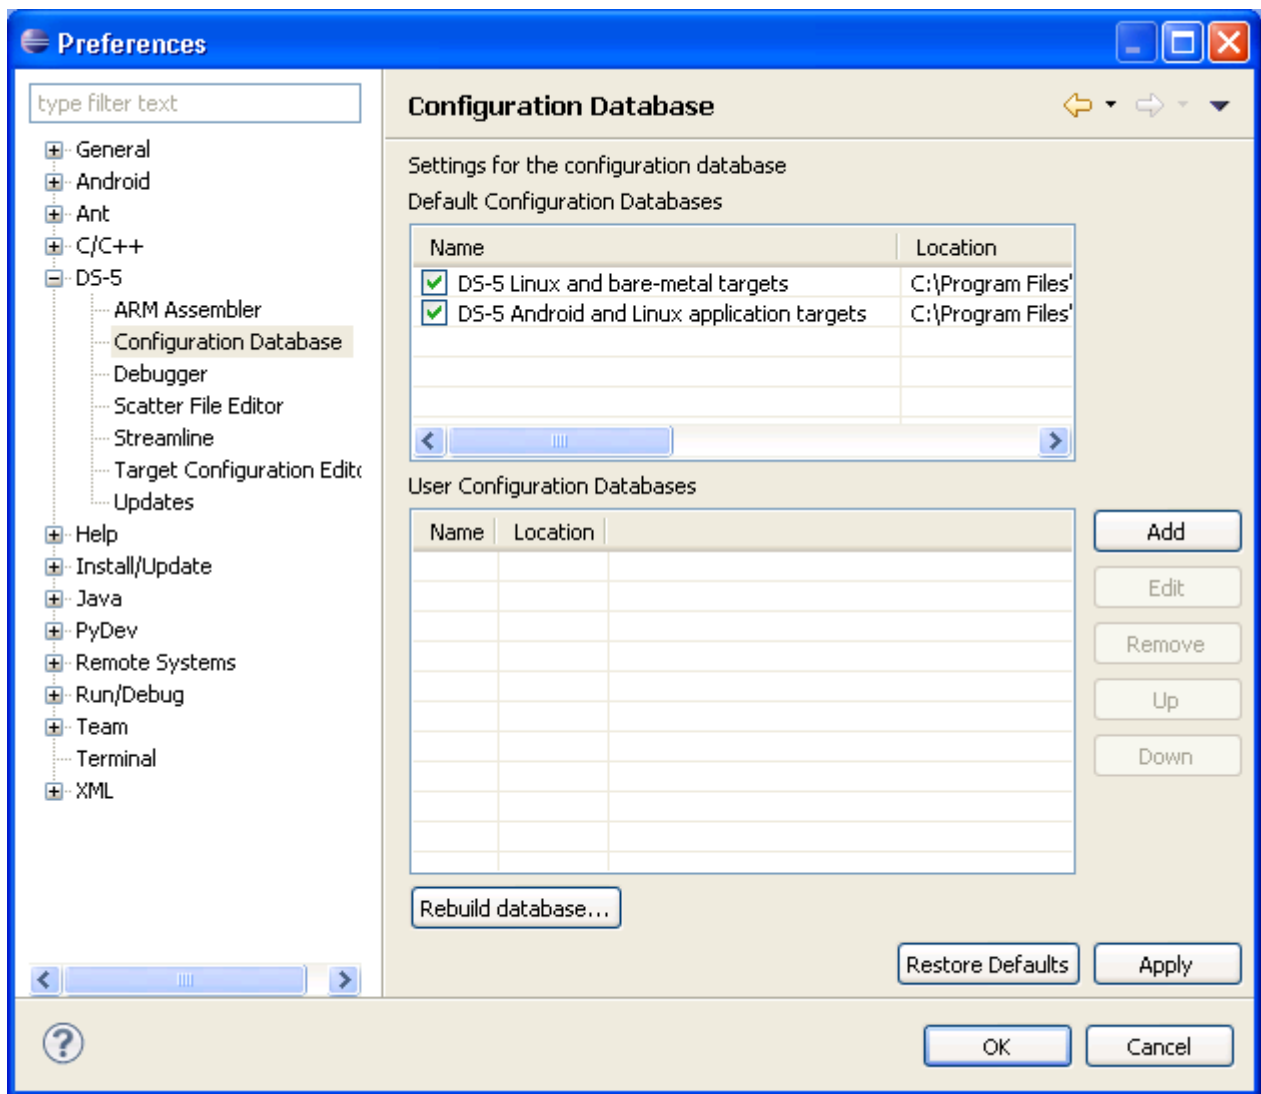 Preferences
type filter text
General
Android
Ant
C/C++
DS-5
ARM Assembler
Configuration Database
Debugger
Scatter File Editor
Streamline
Target Configuration Edito
Updates
Help
Install/Update
Java
PyDev
Remote Systems
Run/Debug
Team
Terminal
XML
Configuration Database
Settings for the configuration database
Default Configuration Databases
Name Location
DS-5 Linux and bare-metal targets C:\Program Files'
DS-5 Android and Linux application targets C:\Program Files'
User Configuration Databases
Name Location
Add
Edit
Remove
Up
Down
Rebuild database...
Restore Defaults Apply
? OK Cancel